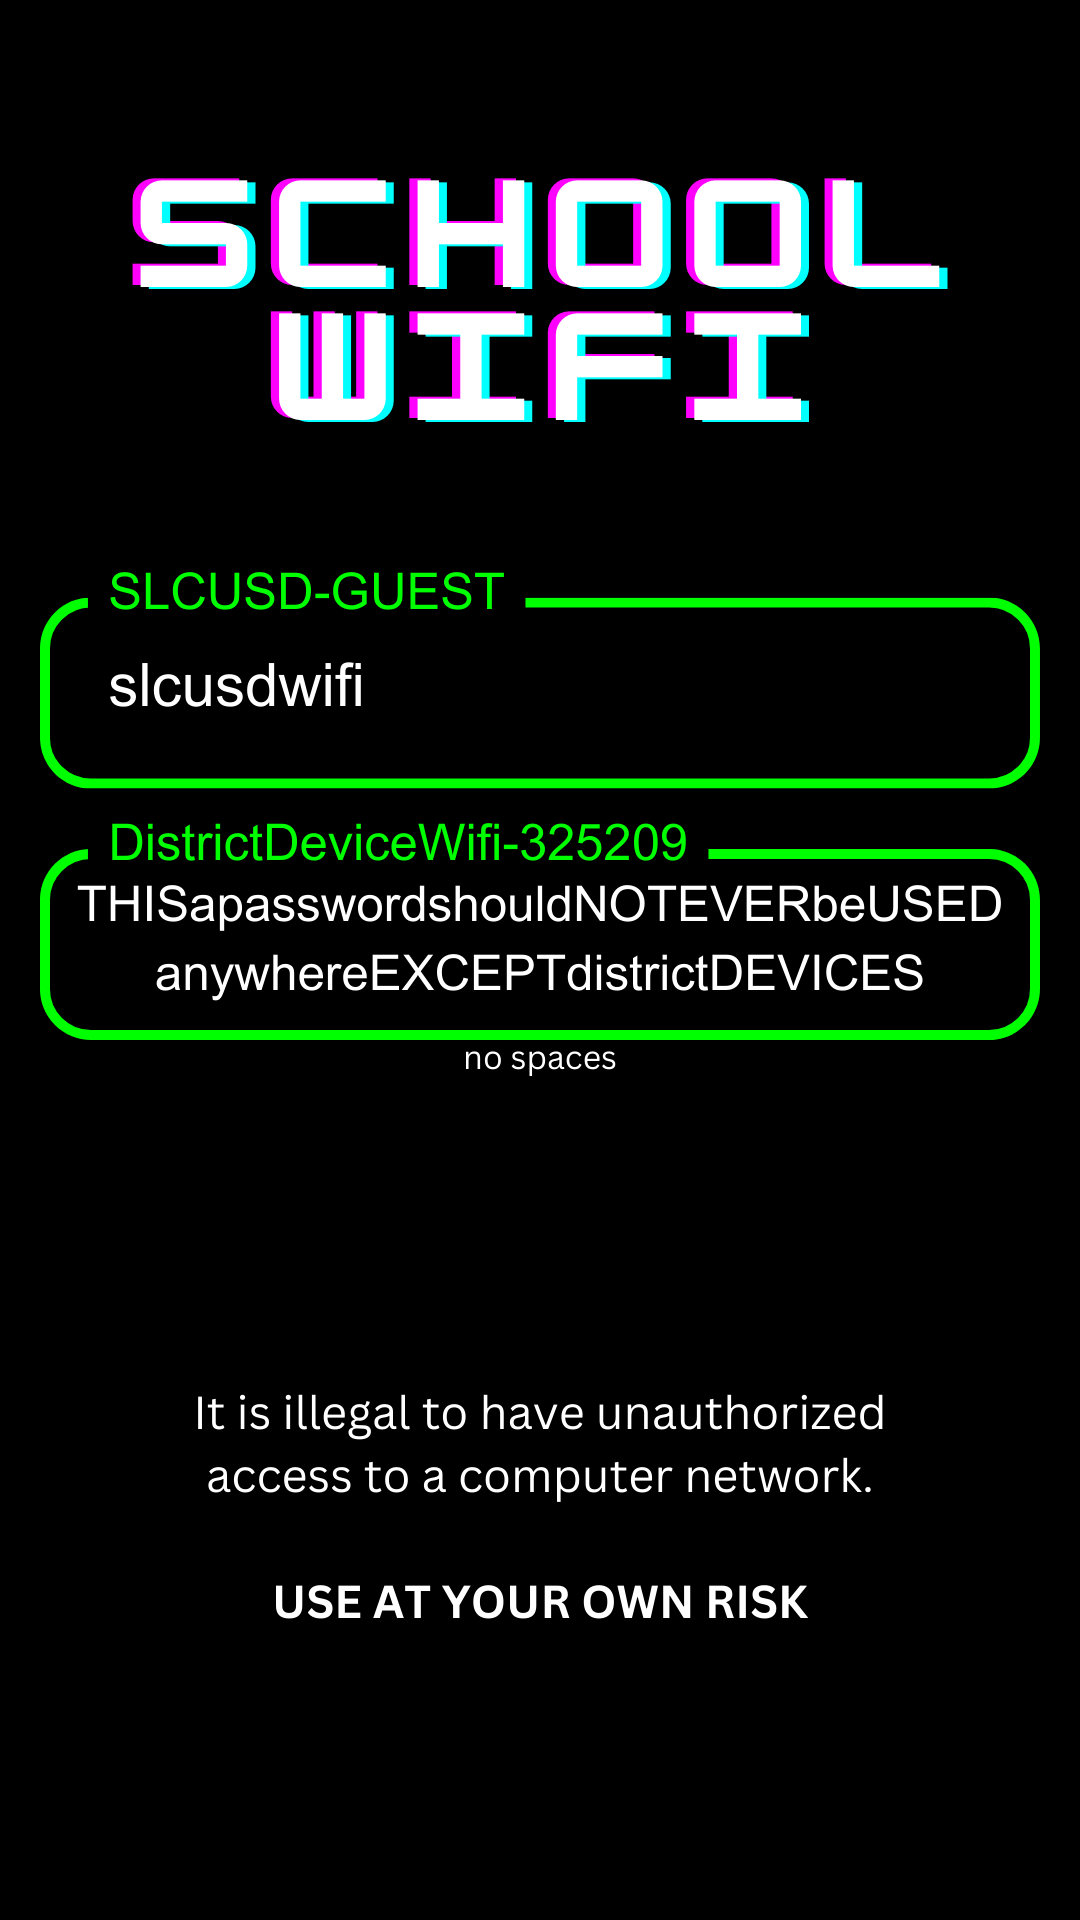 SCHOOL
WIFI
SLCUSD-GUEST
slcusdwifi
DistrictDeviceWifi-325209
THISapasswordshouldNOTEVERbeUSED
anywhereEXCEPTdistrictDEVICES
no spaces
It is illegal to have unauthorized
access to a computer network.
USE AT YOUR OWN RISK